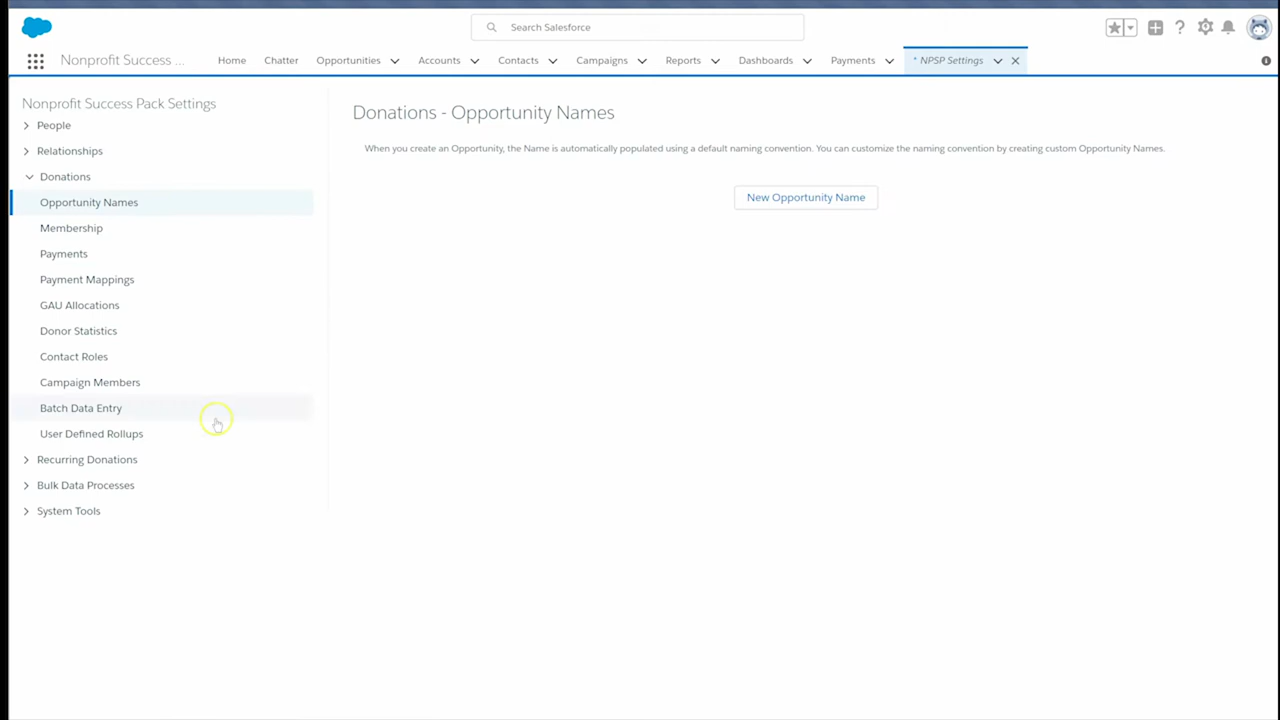 Search Salesforce
Nonprofit Success ...
Home
Chatter
Opportunities
Accounts
Contacts
Campaigns
Reports
Dashboards
Payments
* NPSP Settings
Nonprofit Success Pack Settings
People
Relationships
Donations
Opportunity Names
Membership
Payments
Payment Mappings
GAU Allocations
Donor Statistics
Contact Roles
Campaign Members
Batch Data Entry
User Defined Rollups
Recurring Donations
Bulk Data Processes
System Tools
Donations - Opportunity Names
When you create an Opportunity, the Name is automatically populated using a default naming convention. You can customize the naming convention by creating custom Opportunity Names.
New Opportunity Name